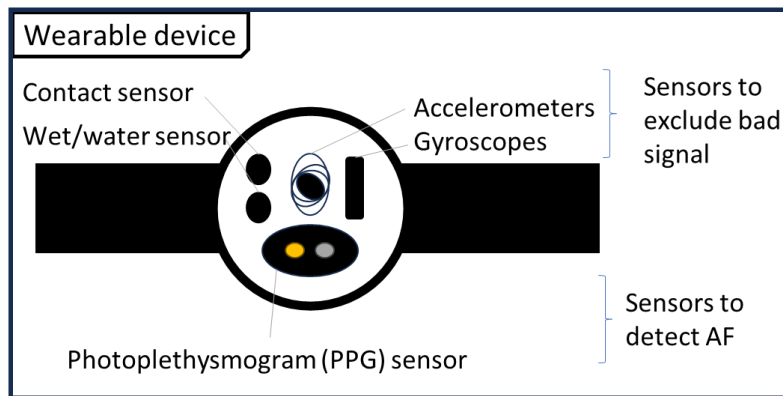 Wearable device
Contact sensor
Wet/water sensor
Accelerometers
Gyroscopes
Sensors to
exclude bad
signal
Sensors to
detect AF
Photoplethysmogram (PPG) sensor